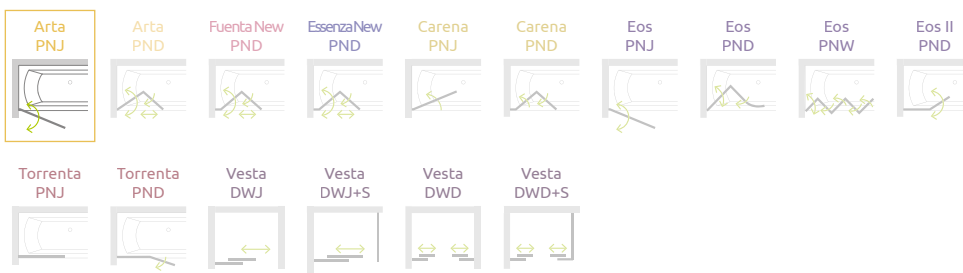 Arta
PNJ
Arta
PND
Fuenta New
PND
Essenza New
PND
Carena
PNJ
Carena
PND
Eos
PNJ
Eos
PND
Eos
PNW
Eos II
PND
Torrenta
PNJ
Torrenta
PND
Vesta
DWJ
Vesta
DWJ+S
Vesta
DWD
Vesta
DWD+S